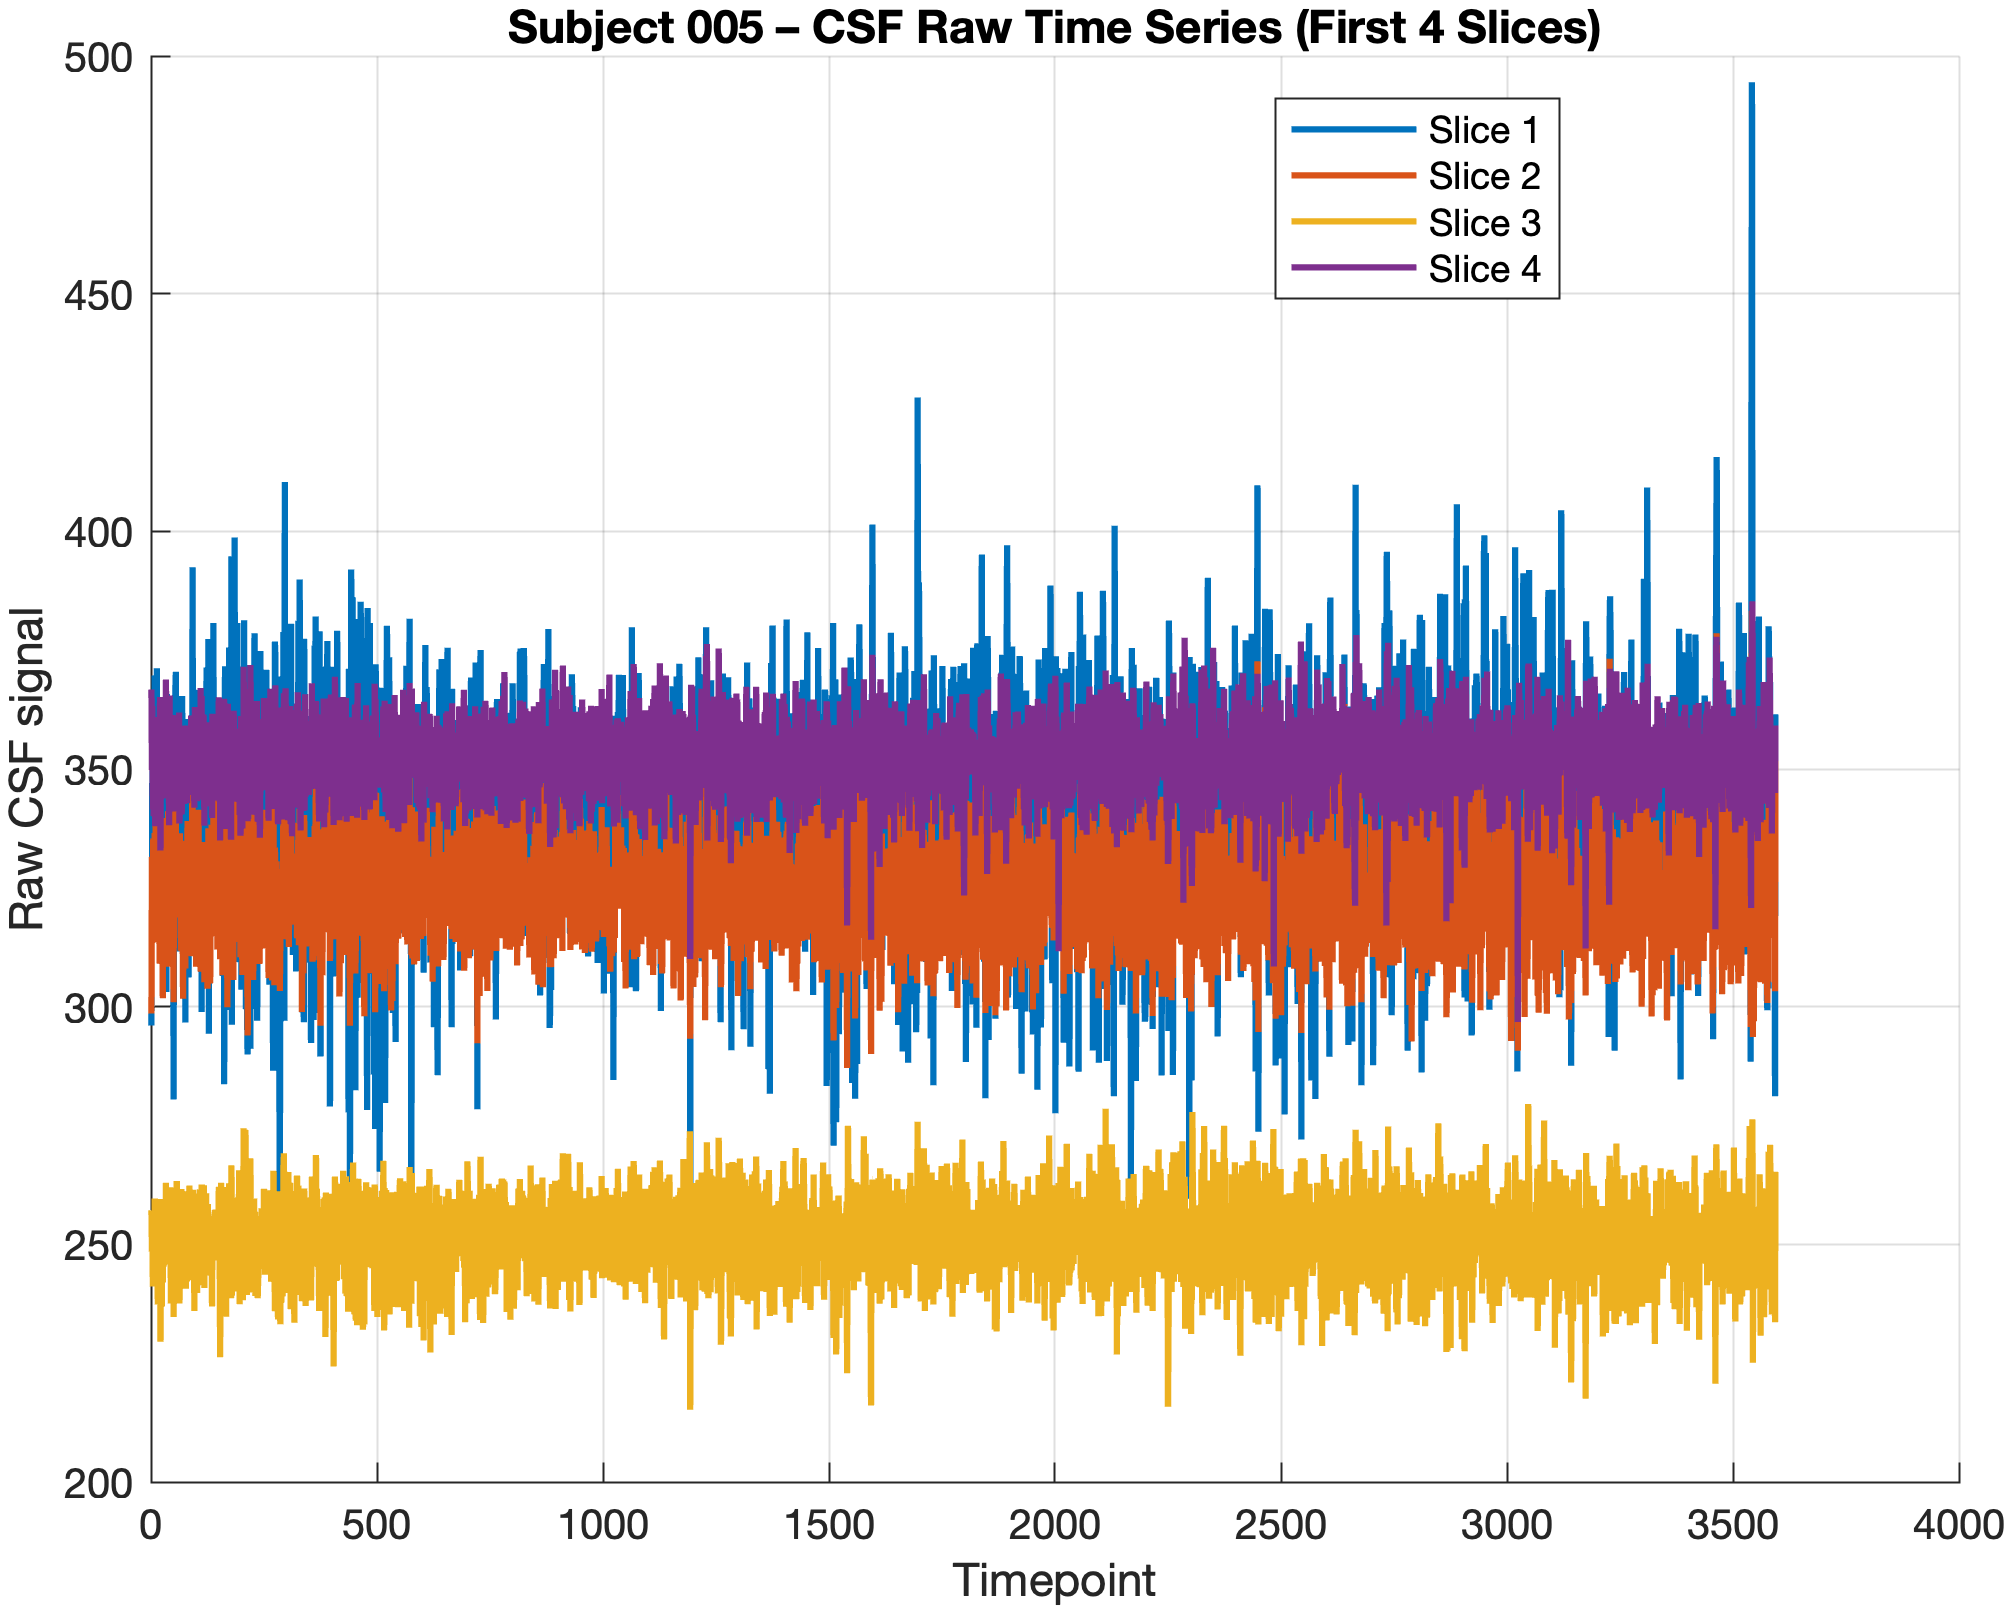 Subject 005 – CSF Raw Time Series (First 4 Slices)
500
450
400
350
300
250
200
Raw CSF signal
Slice 1
Slice 2
Slice 3
Slice 4
0 500 1000 1500 2000 2500 3000 3500 4000
Timepoint